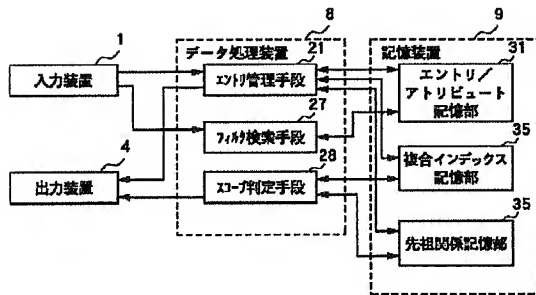 8
9
1
データ処理装置
21
記憶装置
31
入力装置
エントリ管理手段
エントリ/
アトリビュート
記憶部
27
フィルタ検索手段
35
4
28
複合インデックス
記憶部
出力装置
スコープ判定手段
35
先祖関係記憶部